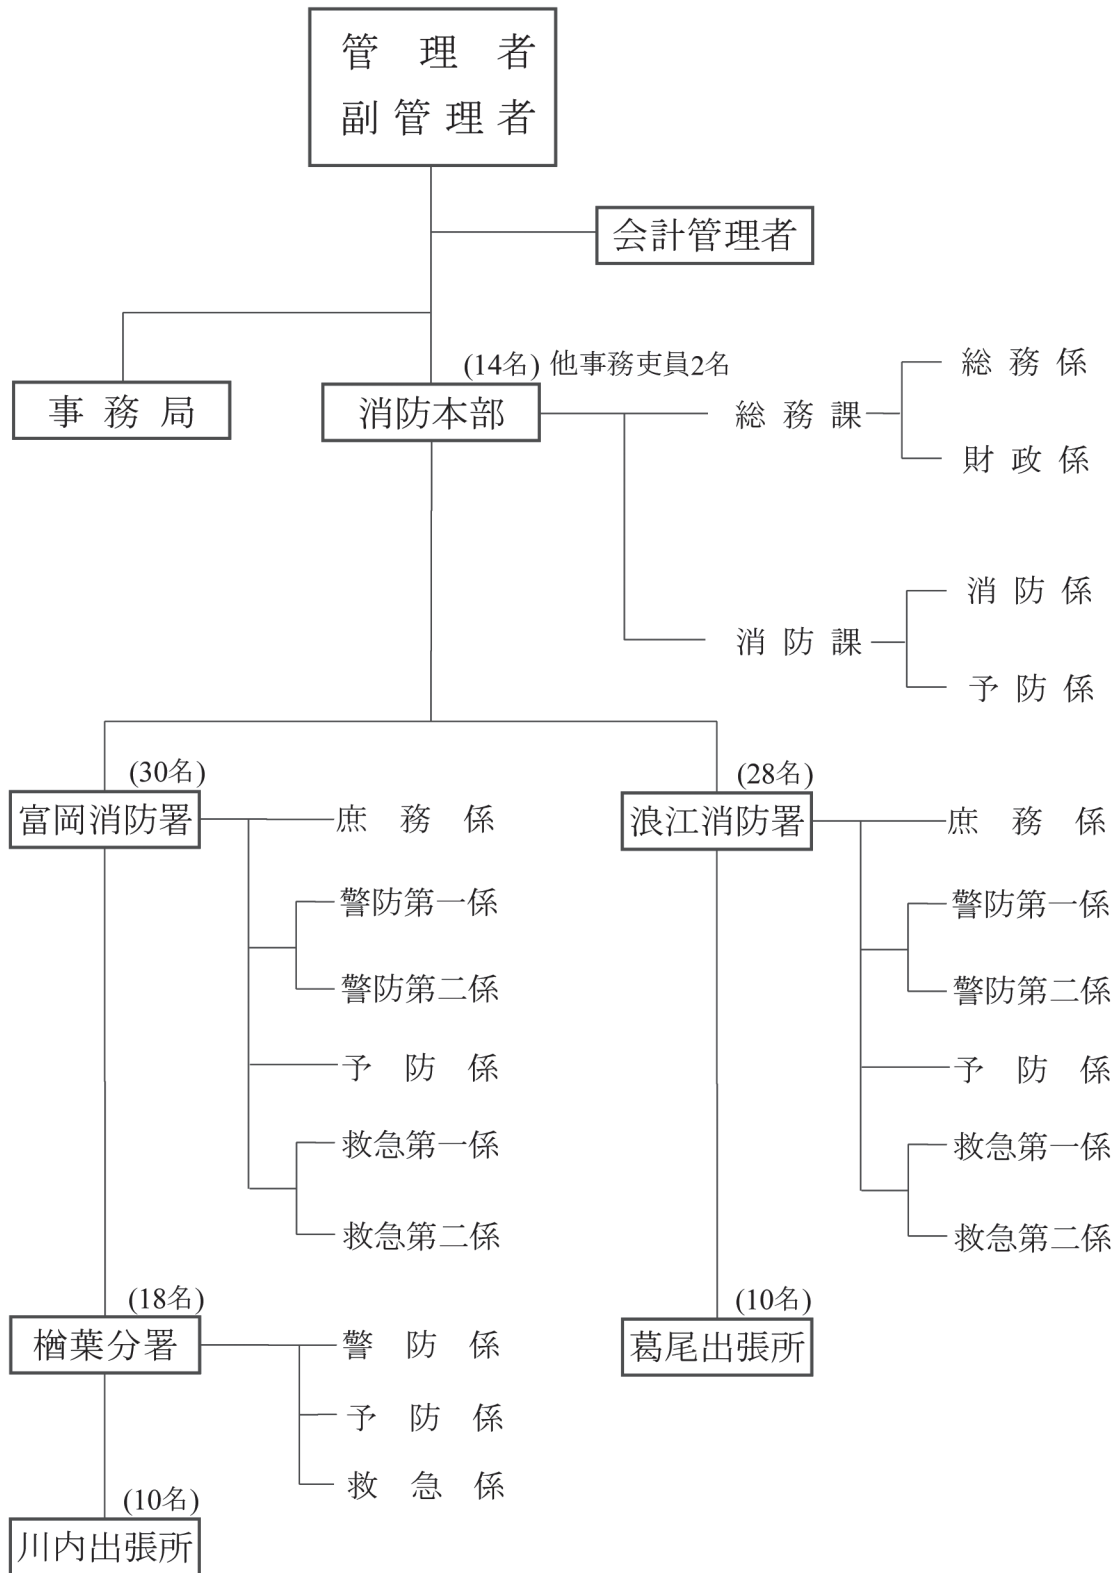 管理者
副管理者
会計管理者
事務局
(14名) 他事務吏員2名
消防本部
総務課
総務係
財政係
消防課
消防係
予防係
(30名)
富岡消防署
庶務係
警防第一係
警防第二係
予防係
救急第一係
救急第二係
(28名)
浪江消防署
庶務係
警防第一係
警防第二係
予防係
救急第一係
救急第二係
(18名)
楢葉分署
警防係
予防係
救急係
(10名)
葛尾出張所
(10名)
川内出張所